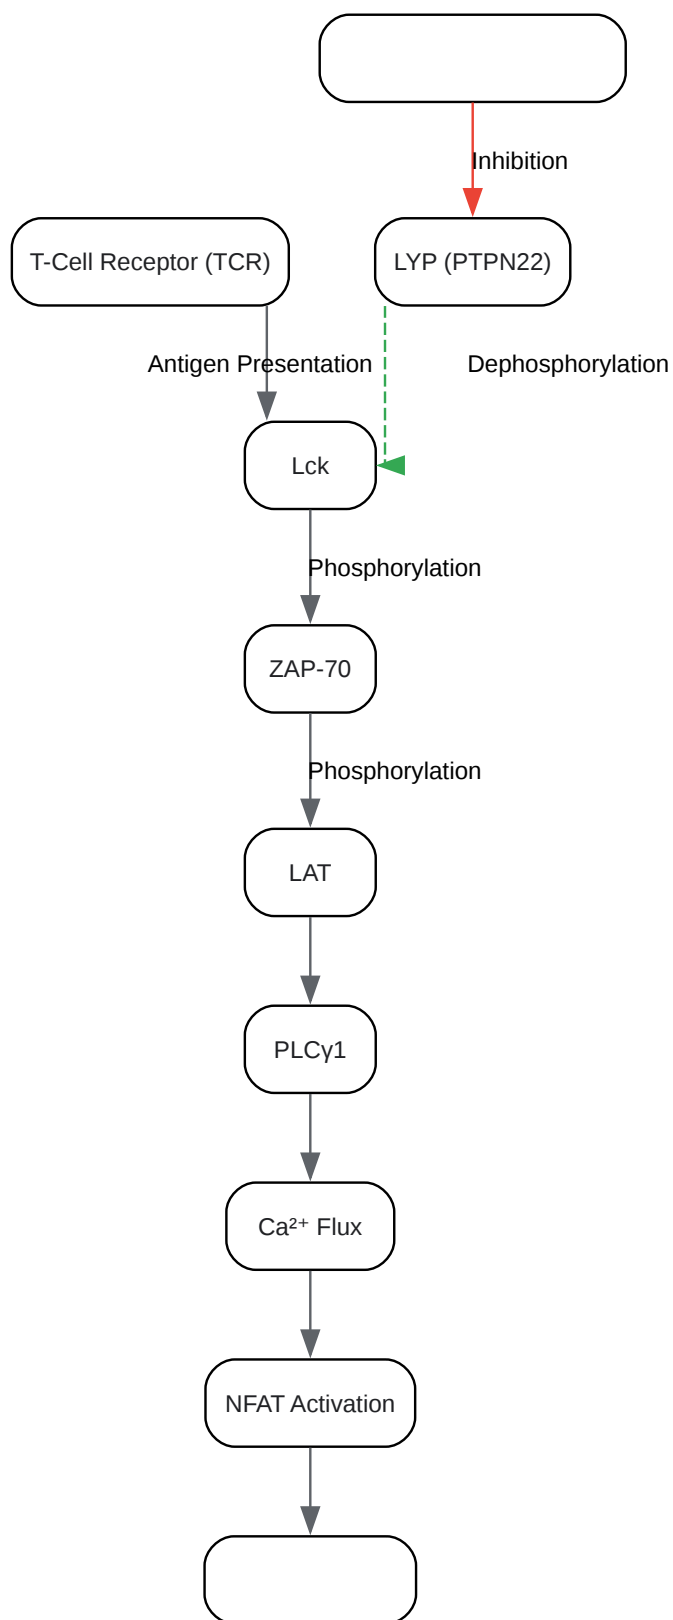 Inhibition
T-Cell Receptor (TCR)
LYP (PTPN22)
Antigen Presentation
Dephosphorylation
Lck
Phosphorylation
ZAP-70
Phosphorylation
LAT
PLCγ1
Ca²⁺ Flux
NFAT Activation